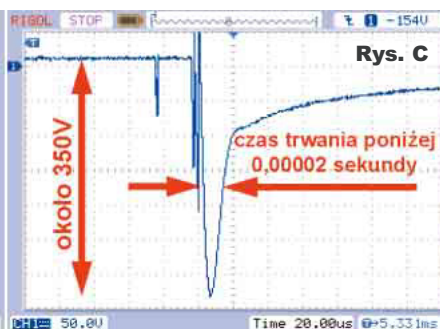 RIGOL STOP -154V
Rys. C
około 350V
czas trwania poniżej
0,00002 sekundy
CH1 50.0V Time 20.00us 5.331ms